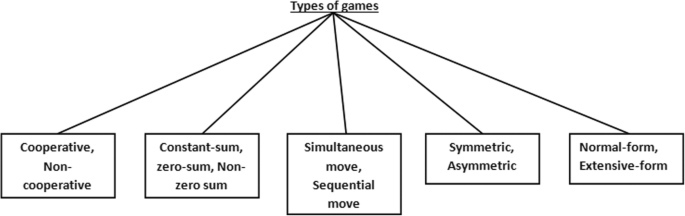 Types of games
Cooperative,
Non-
cooperative
Constant-sum,
zero-sum, Non-
zero sum
Simultaneous
move,
Sequential
move
Symmetric,
Asymmetric
Normal-form,
Extensive-form